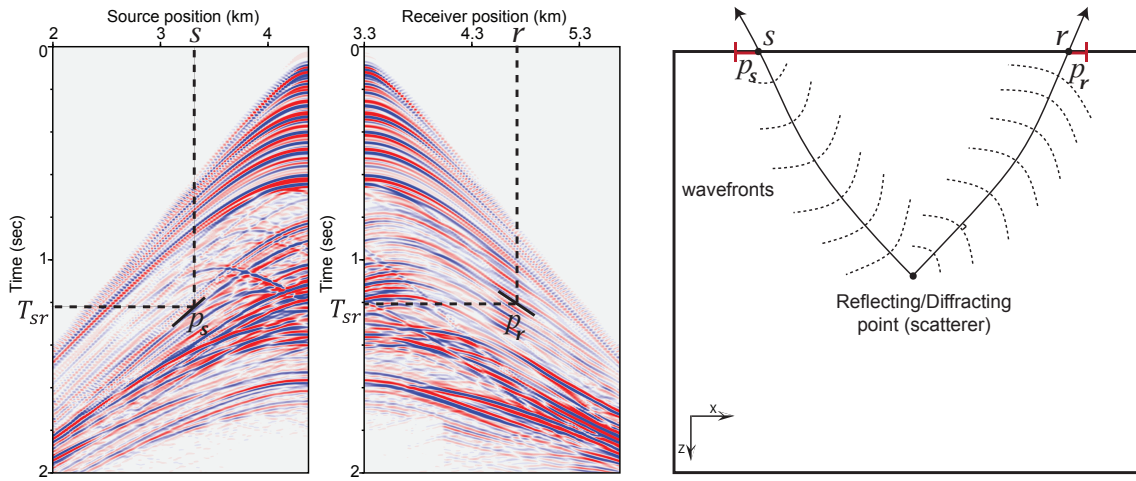 Source position (km)
2 3 s 4
0
Time (sec)
1
T_sr
p_s
2
Receiver position (km)
3.3 4.3 r 5.3
0
Time (sec)
1
T_sr
p_r
2
s r
p_s p_r
wavefronts
Reflecting/Diffracting
point (scatterer)
x
z